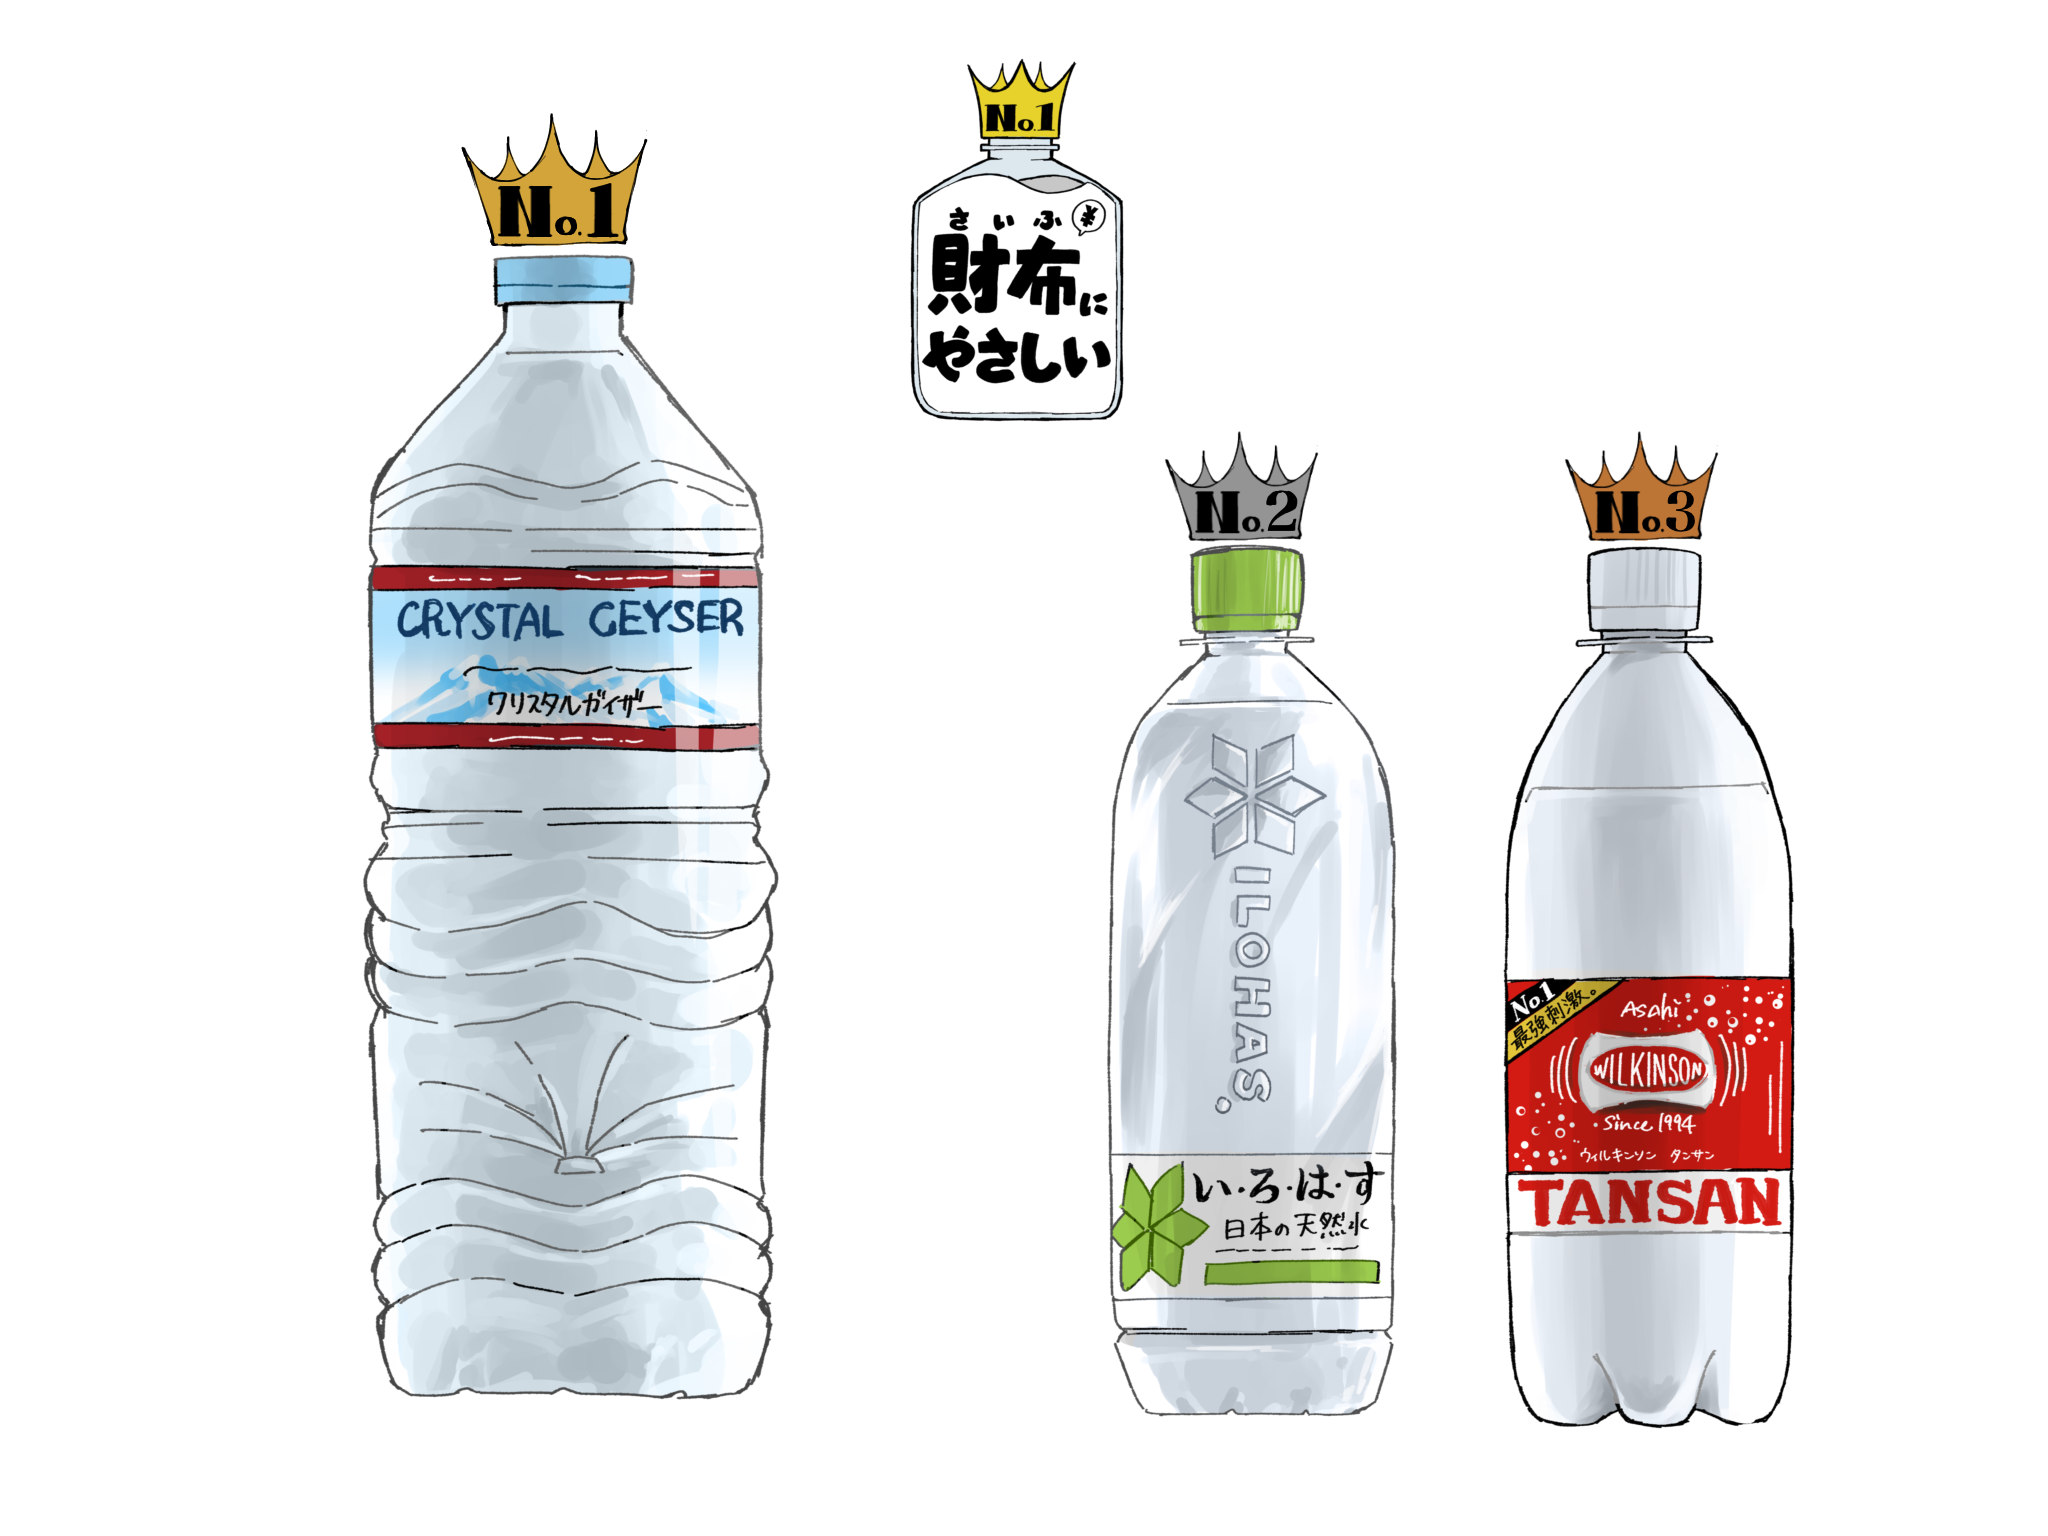 No.1
CRYSTAL GEYSER
クリスタルガイザー
No.1
さいふ ¥
財布に
やさしい
No.2
ILOHAS.
い・ろ・は・す
日本の天然水
No.3
No.1
最強刺激。
Asahi
WILKINSON
Since 1994
ウィルキンソン タンサン
TANSAN